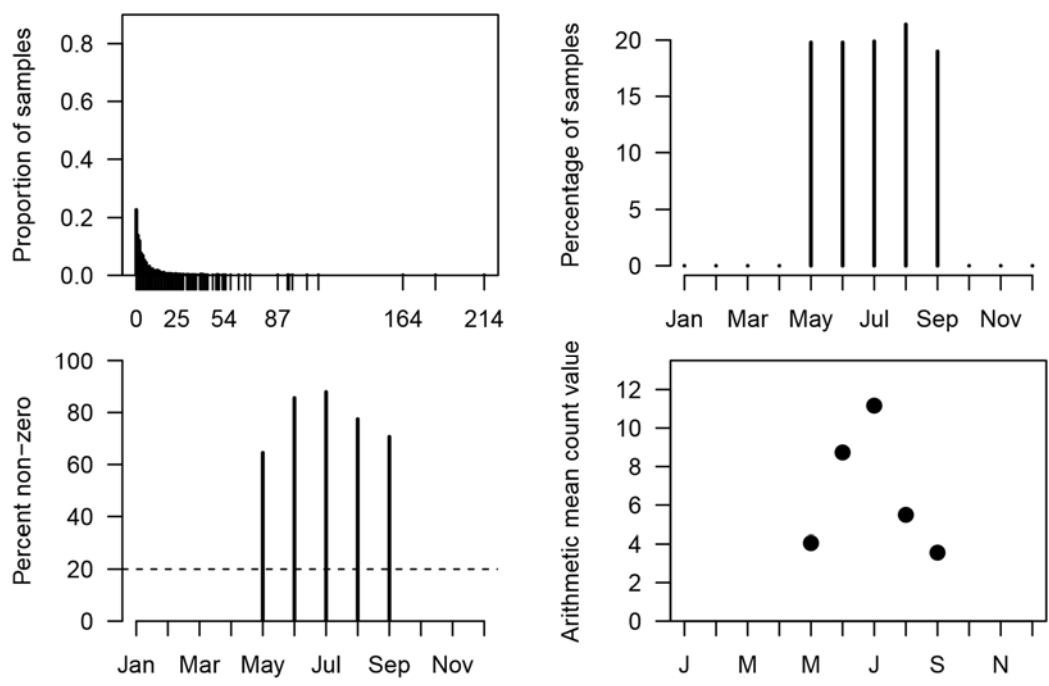 Proportion of samples
0.8
0.6
0.4
0.2
0.0
0 25 54 87 164 214
Percentage of samples
20
15
10
5
0
Jan Mar May Jul Sep Nov
Percent non−zero
100
80
60
40
20
0
Jan Mar May Jul Sep Nov
Arithmetic mean count value
12
10
8
6
4
2
0
J M M J S N